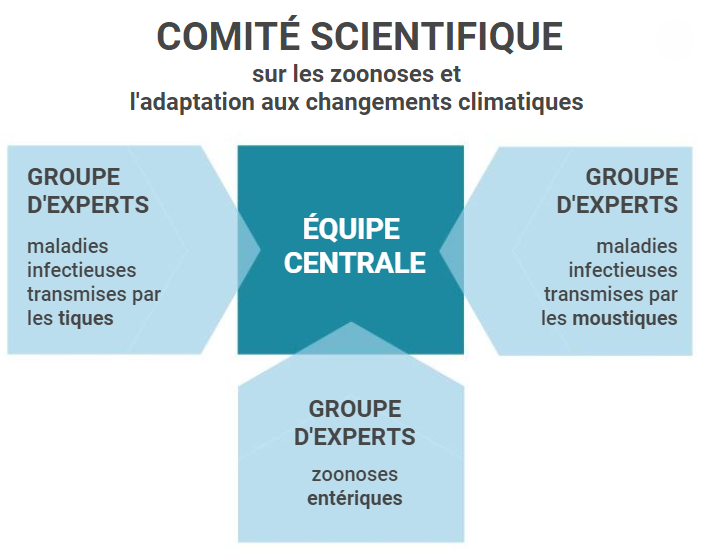 COMITÉ SCIENTIFIQUE
sur les zoonoses et
l'adaptation aux changements climatiques
GROUPE
D'EXPERTS
maladies
infectieuses
transmises par
les tiques
ÉQUIPE
CENTRALE
GROUPE
D'EXPERTS
maladies
infectieuses
transmises par
les moustiques
GROUPE
D'EXPERTS
zoonoses
entériques